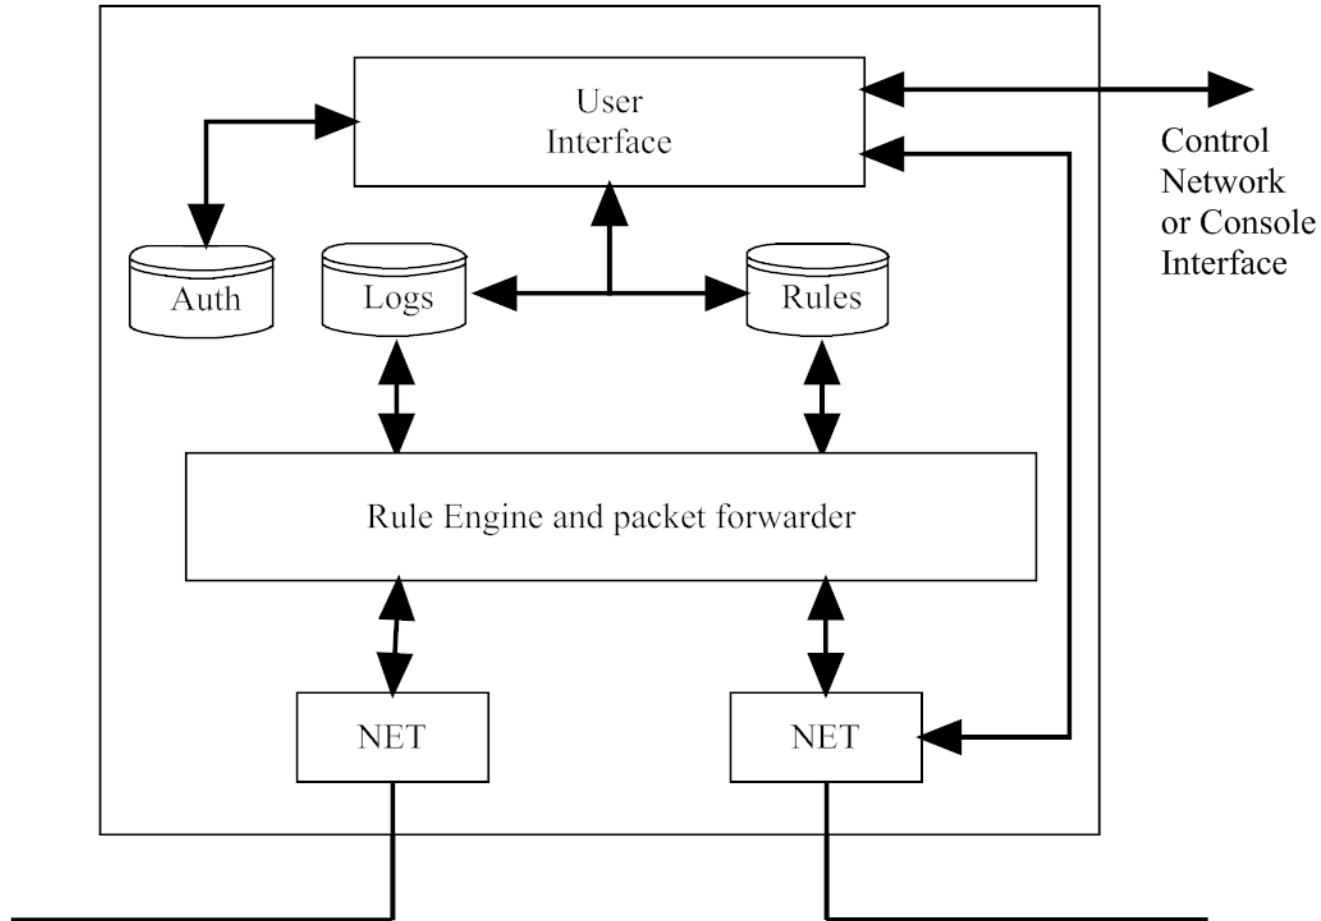 User
Interface
Control
Network
or Console
Interface
Auth
Logs
Rules
Rule Engine and packet forwarder
NET
NET